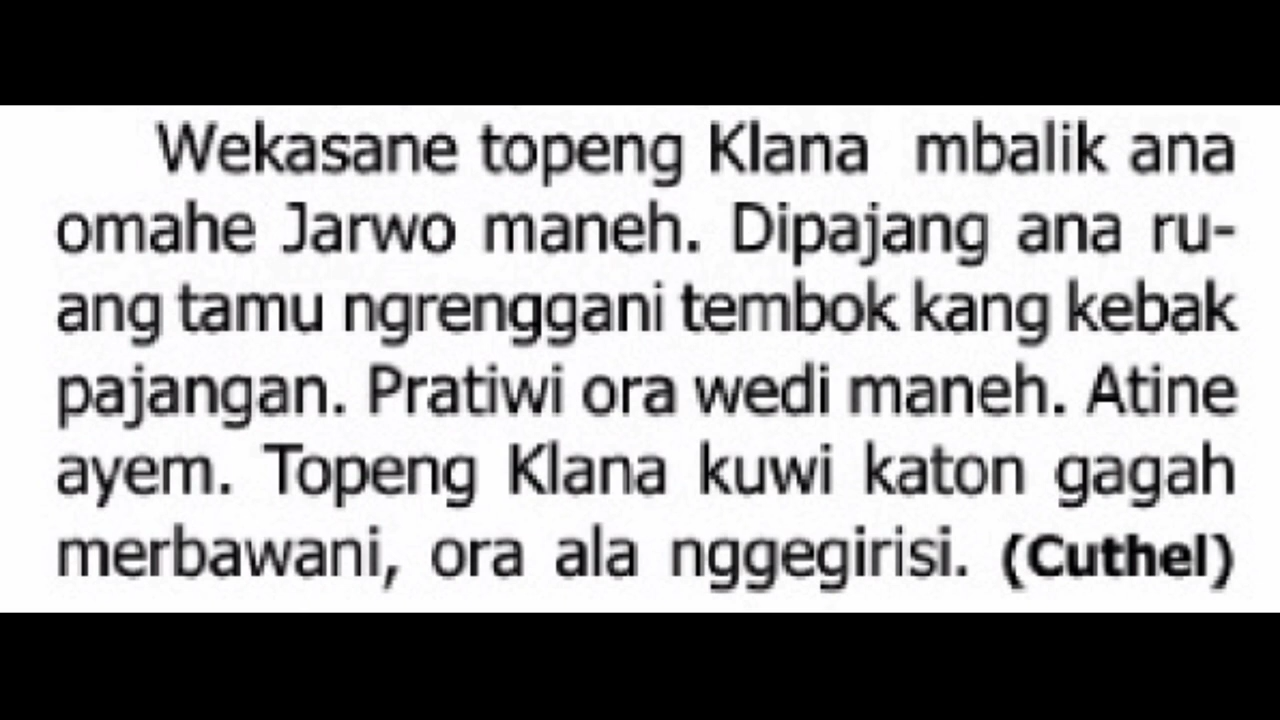 Wekasane topeng Klana mbalik ana
omahe Jarwo maneh. Dipajang ana ru-
ang tamu ngrenggani tembok kang kebak
pajangan. Pratiwi ora wedi maneh. Atine
ayem. Topeng Klana kuwi katon gagah
merbawani, ora ala nggegirisi. (Cuthel)